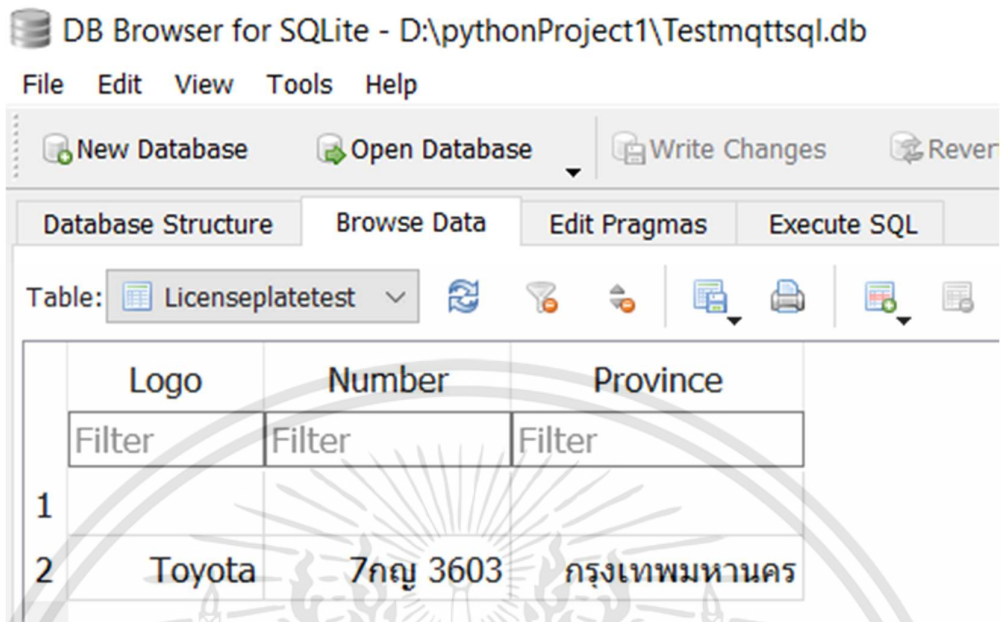 DB Browser for SQLite - D:\pythonProject1\Testmqttsql.db
File Edit View Tools Help
New Database Open Database Write Changes Rever
Database Structure Browse Data Edit Pragmas Execute SQL
Table: Licenseplatetest
Logo Number Province
Filter Filter Filter
1
2 Toyota 7กญ 3603 กรุงเทพมหานคร